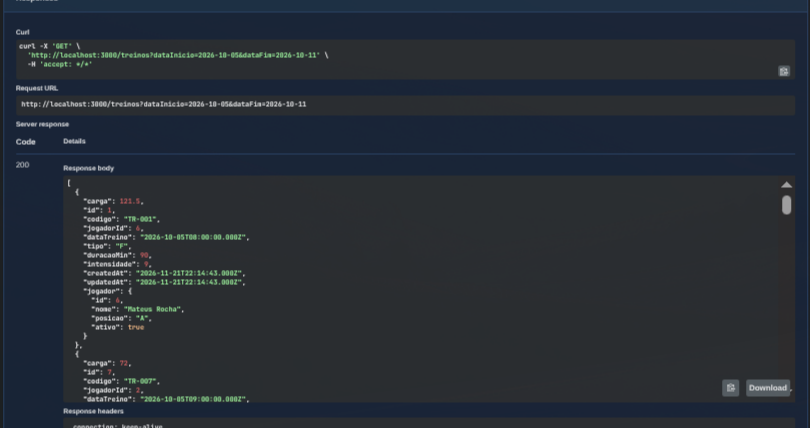 Curl
curl -X 'GET' \
'http://localhost:3000/treinos?dataInicio=2026-10-05&dataFim=2026-10-11' \
-H 'accept: */*'
Request URL
http://localhost:3000/treinos?dataInicio=2026-10-05&dataFim=2026-10-11
Server response
Code Details
200
Response body
[
{
"carga": 121.5,
"id": 1,
"codigo": "TR-001",
"jogadorId": 6,
"dataTreino": "2026-10-05T08:00:00.000Z",
"tipo": "F",
"duracaoMin": 90,
"intensidade": 9,
"createdAt": "2026-11-21T22:14:43.000Z",
"updatedAt": "2026-11-21T22:14:43.000Z",
"jogador": {
"id": 6,
"nome": "Mateus Rocha",
"posicao": "A",
"ativo": true
}
},
{
"carga": 72,
"id": 7,
"codigo": "TR-007",
"jogadorId": 2,
"dataTreino": "2026-10-05T09:00:00.000Z",
Download
Response headers
connection: keep-alive